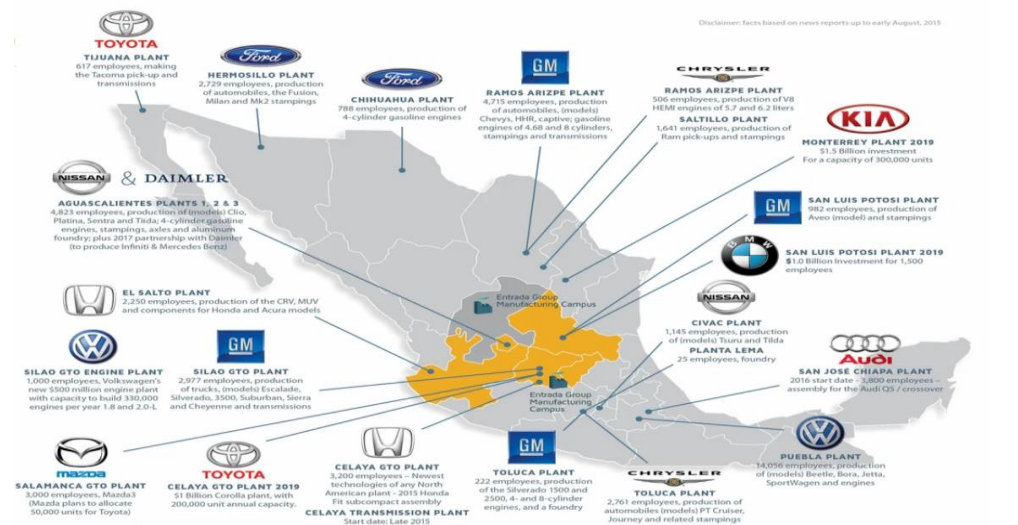 Disclaimer: facts based on news reports up to early August, 2015
TOYOTA
TIJUANA PLANT
617 employees, making
the Tacoma pick-up and
transmissions
Ford
HERMOSILLO PLANT
2,729 employees, production
of automobiles, the Fusion,
Milan and Mk2 stampings
Ford
CHIHUAHUA PLANT
788 employees, production of
4-cylinder gasoline engines
GM
RAMOS ARIZPE PLANT
4,715 employees, production
of automobiles, (models)
Chevys, HHR, captive; gasoline
engines of 4.68 and 8 cylinders,
stampings and transmissions
CHRYSLER
RAMOS ARIZPE PLANT
506 employees, production of V8
HEMI engines of 5.7 and 6.2 liters
SALTILLO PLANT
1,641 employees, production of
Ram pick-ups and stampings
KIA
MONTERREY PLANT 2019
$1.5 Billion investment
For a capacity of 300,000 units
NISSAN & DAIMLER
AGUASCALIENTES PLANTS 1, 2 & 3
4,823 employees, production of (models) Clio,
Platina, Sentra and Tiida; 4-cylinder gasoline
engines, stampings, axles and aluminum
foundry; plus 2017 partnership with Daimler
(to produce Infiniti & Mercedes Benz)
GM
SAN LUIS POTOSI PLANT
982 employees, production of
Aveo (model) and stampings
BMW
SAN LUIS POTOSI PLANT 2019
$1.0 Billion Investment for 1,500
employees
EL SALTO PLANT
2,250 employees, production of the CRV, MUV
and components for Honda and Acura models
Entrada Group
Manufacturing Campus
NISSAN
CIVAC PLANT
1,145 employees, production
of (models) Tsuru and Tilda
PLANTA LEMA
25 employees, foundry
SILAO GTO ENGINE PLANT
1,000 employees, Volkswagen's
new $500 million engine plant
with capacity to build 330,000
engines per year 1.8 and 2.0-L
GM
SILAO GTO PLANT
2,977 employees, production
of trucks, (models) Escalade,
Silverado, 3500, Suburban, Sierra
and Cheyenne and transmissions
Entrada Group
Manufacturing
Campus
Audi
SAN JOSÉ CHIAPA PLANT
2016 start date – 3,800 employees –
assembly for the Audi Q5 / crossover
mazda
SALAMANCA GTO PLANT
3,000 employees, Mazda3
(Mazda plans to allocate
50,000 units for Toyota)
TOYOTA
CELAYA GTO PLANT 2019
$1 Billion Corolla plant, with
200,000 unit annual capacity.
CELAYA GTO PLANT
3,200 employees – Newest
technologies of any North
American plant - 2015 Honda
Fit subcompact assembly
CELAYA TRANSMISSION PLANT
Start date: Late 2015
GM
TOLUCA PLANT
222 employees, production
of the Silverado 1500 and
2500, 4- and 8-cylinder
engines, and a foundry
CHRYSLER
TOLUCA PLANT
2,761 employees, production of
automobiles (models) PT Cruiser,
Journey and related stampings
PUEBLA PLANT
14,056 employees, production
(models) Beetle, Bora, Jetta,
SportWagen and engines